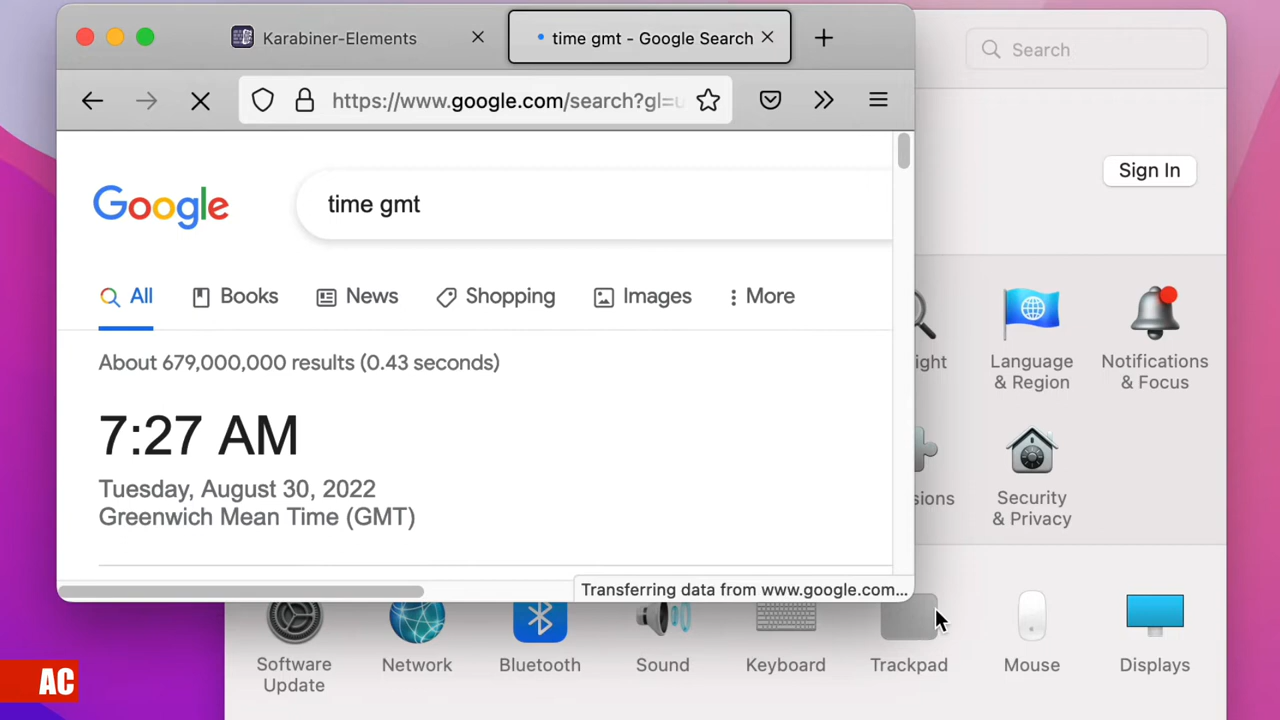 Karabiner-Elements
time gmt - Google Search
Search
https://www.google.com/search?gl=u
Sign In
Google
time gmt
All
Books
News
Shopping
Images
More
About 679,000,000 results (0.43 seconds)
7:27 AM
Tuesday, August 30, 2022
Greenwich Mean Time (GMT)
Transferring data from www.google.com...
ight
Language
& Region
Notifications
& Focus
sions
Security
& Privacy
Software
Update
Network
Bluetooth
Sound
Keyboard
Trackpad
Mouse
Displays
AC